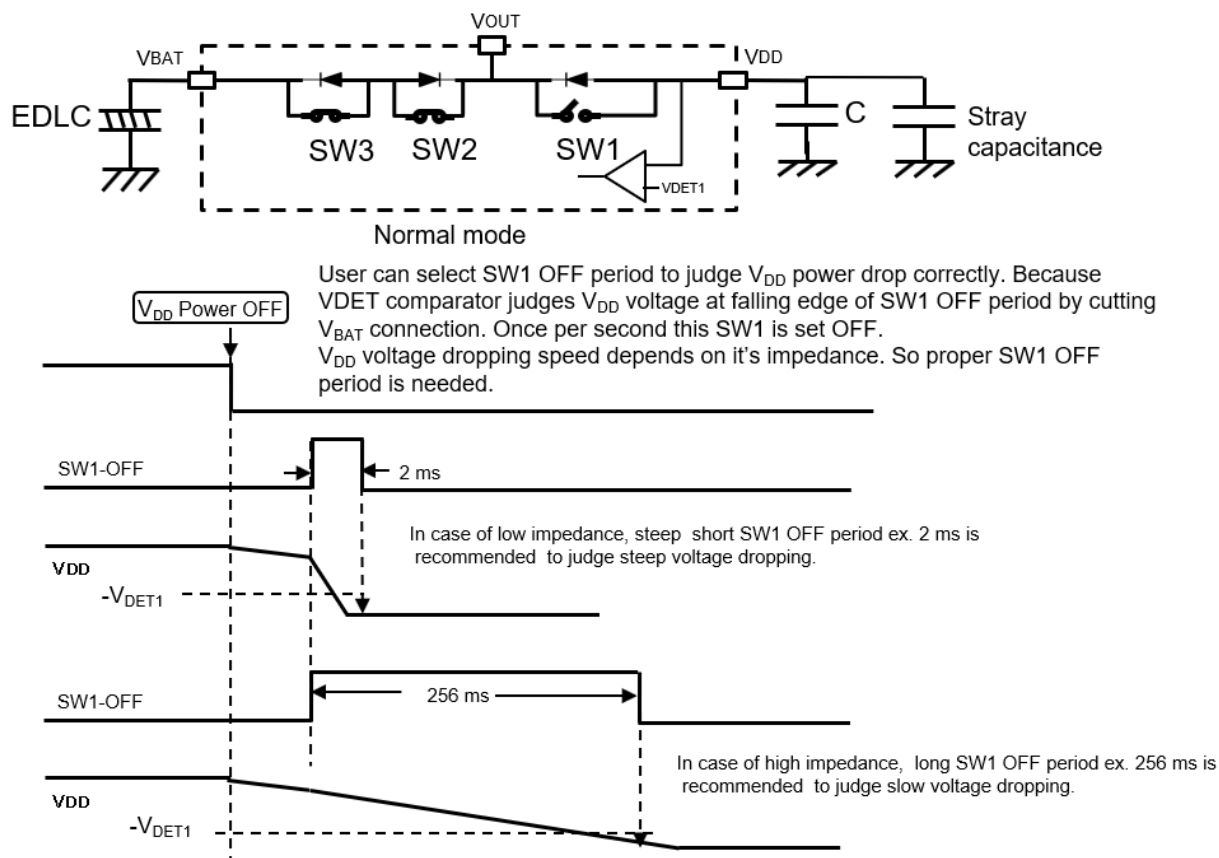 VOUT
VBAT
VDD
EDLC
SW3
SW2
SW1
VDET1
C
Stray
capacitance
Normal mode
User can select SW1 OFF period to judge VDD power drop correctly. Because
VDET comparator judges VDD voltage at falling edge of SW1 OFF period by cutting
VBAT connection. Once per second this SW1 is set OFF.
VDD voltage dropping speed depends on it's impedance. So proper SW1 OFF
period is needed.
VDD Power OFF
SW1-OFF
2 ms
In case of low impedance, steep short SW1 OFF period ex. 2 ms is
recommended to judge steep voltage dropping.
VDD
-VDET1
SW1-OFF
256 ms
In case of high impedance, long SW1 OFF period ex. 256 ms is
recommended to judge slow voltage dropping.
VDD
-VDET1